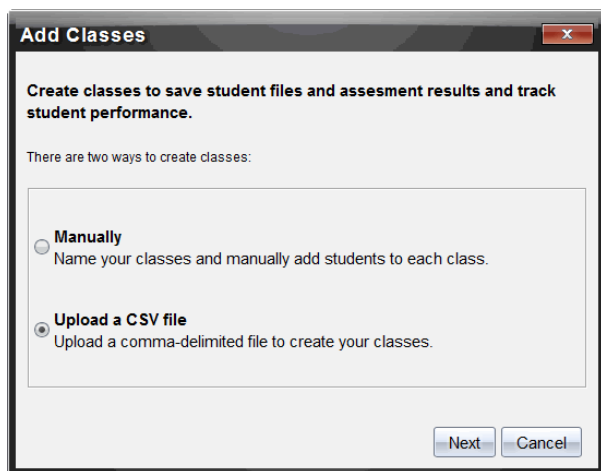 Add Classes
x
Create classes to save student files and assesment results and track
student performance.
There are two ways to create classes:
Manually
Name your classes and manually add students to each class.
Upload a CSV file
Upload a comma-delimited file to create your classes.
Next Cancel